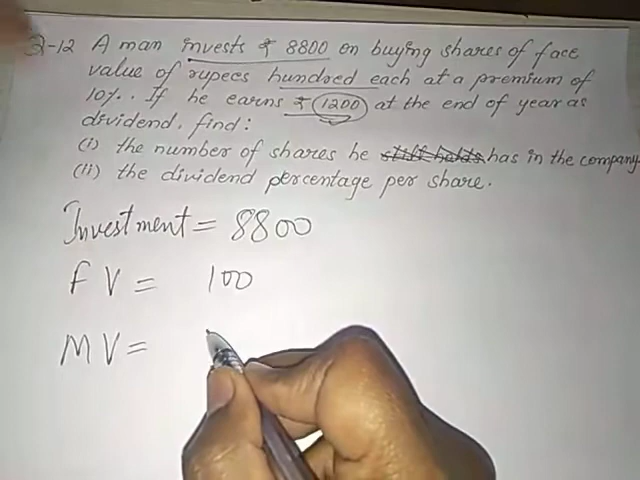 Q-12 A man invests ₹ 8800 on buying shares of face
value of rupees hundred each at a premium of
10%. If he earns ₹ 1200 at the end of year as
dividend, find:
(i) the number of shares he still holds has in the company
(ii) the dividend percentage per share.
Investment = 8800
F V = 100
M V =